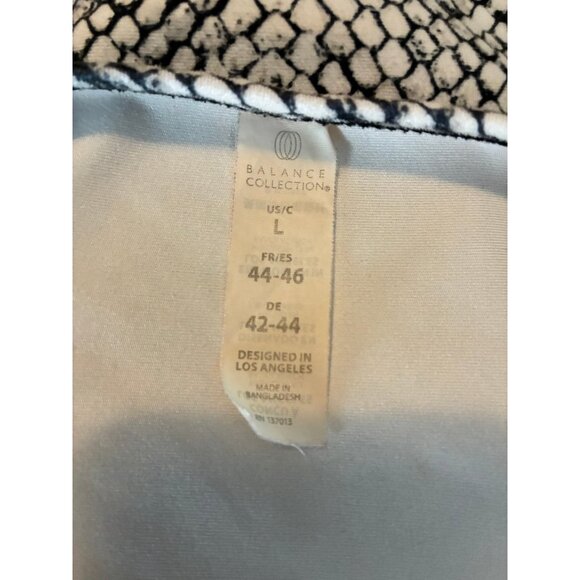 BALANCE
COLLECTION®
US/C
L
FR/ES
44-46
DE
42-44
DESIGNED IN
LOS ANGELES
MADE IN
BANGLADESH
RN 137013